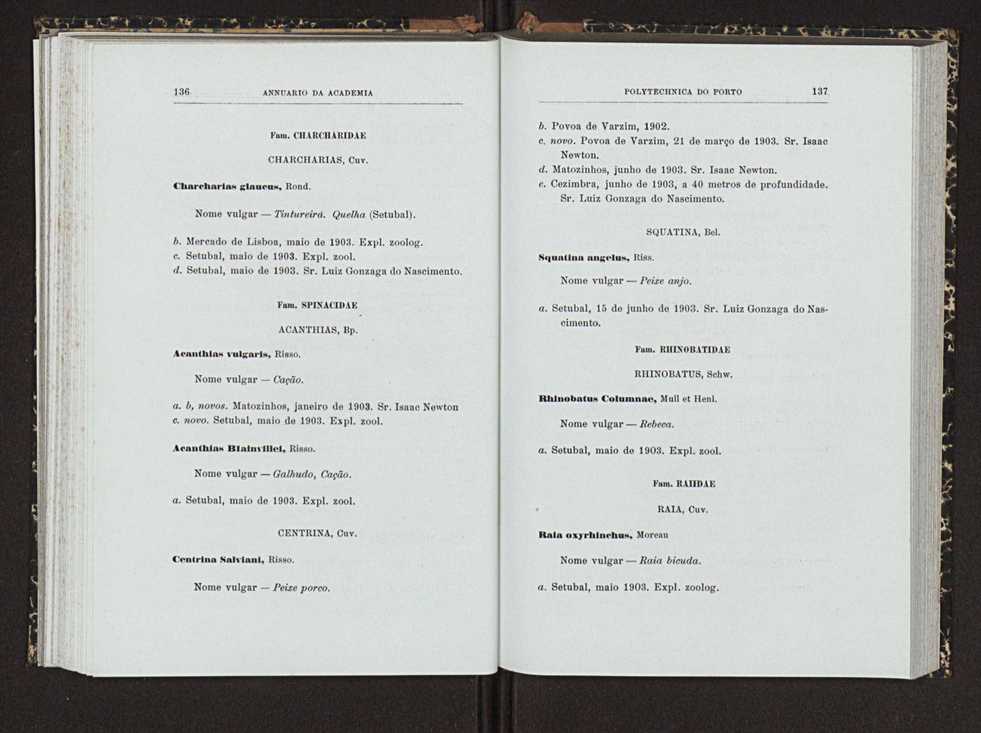 136 ANNUARIO DA ACADEMIA
Fam. CHARCHARIDAE
CHARCHARIAS, Cuv.
Charcharias glaucus, Rond.
Nome vulgar — Tintureira. Quelha (Setubal).
b. Mercado de Lisboa, maio de 1903. Expl. zoolog.
c. Setubal, maio de 1903. Expl. zool.
d. Setubal, maio de 1903. Sr. Luiz Gonzaga do Nascimento.
Fam. SPINACIDAE
ACANTHIAS, Bp.
Acanthias vulgaris, Risso.
Nome vulgar — Cação.
a. b, novos. Matozinhos, janeiro de 1903. Sr. Isaac Newton
c. novo. Setubal, maio de 1903. Expl. zool.
Acanthias Blainvillei, Risso.
Nome vulgar — Galhudo, Cação.
a. Setubal, maio de 1903. Expl. zool.
CENTRINA, Cuv.
Centrina Salviani, Risso.
Nome vulgar — Peixe porco.
POLYTECHNICA DO PORTO 137
b. Povoa de Varzim, 1902.
c. novo. Povoa de Varzim, 21 de março de 1903. Sr. Isaac
Newton.
d. Matozinhos, junho de 1903. Sr. Isaac Newton.
e. Cezimbra, junho de 1903, a 40 metros de profundidade.
Sr. Luiz Gonzaga do Nascimento.
SQUATINA, Bel.
Squatina angelus, Riss.
Nome vulgar — Peixe anjo.
a. Setubal, 15 de junho de 1903. Sr. Luiz Gonzaga do Nas-
cimento.
Fam. RHINOBATIDAE
RHINOBATUS, Schw.
Rhinobatus Columnae, Mull et Henl.
Nome vulgar — Rebeca.
a. Setubal, maio de 1903. Expl. zool.
Fam. RAIIDAE
RAIA, Cuv.
Raia oxyrhinchus, Moreau
Nome vulgar — Raia bicuda.
a. Setubal, maio 1903. Expl. zoolog.